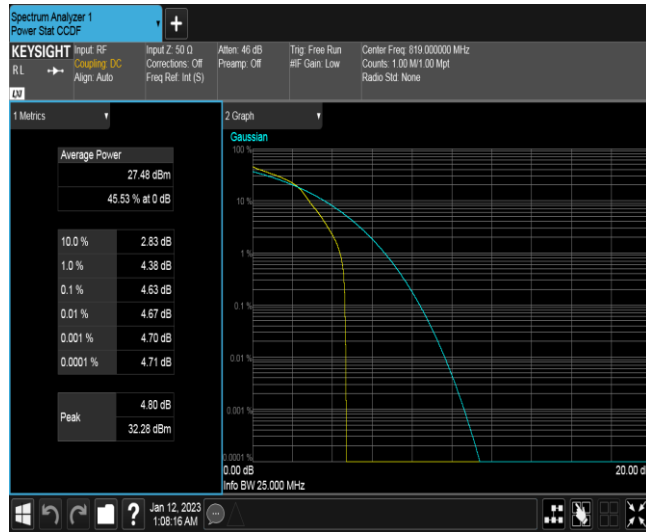 Spectrum Analyzer 1
Power Stat CCDF
+
KEYSIGHT
RL
LXI
Input: RF
Coupling: DC
Align: Auto
Input Z: 50 Ω
Corrections: Off
Freq Ref: Int (S)
Atten: 46 dB
Preamp: Off
Trig: Free Run
#IF Gain: Low
Center Freq: 819.000000 MHz
Counts: 1.00 M/1.00 Mpt
Radio Std: None
1 Metrics
Average Power
27.48 dBm
45.53 % at 0 dB
10.0 % 2.83 dB
1.0 % 4.38 dB
0.1 % 4.63 dB
0.01 % 4.67 dB
0.001 % 4.70 dB
0.0001 % 4.71 dB
Peak
4.80 dB
32.28 dBm
2 Graph
Gaussian
100 %
10 %
1 %
0.1 %
0.01 %
0.001 %
0.0001 %
0.00 dB
20.00 d
Info BW 25.000 MHz
?
Jan 12, 2023
1:08:16 AM